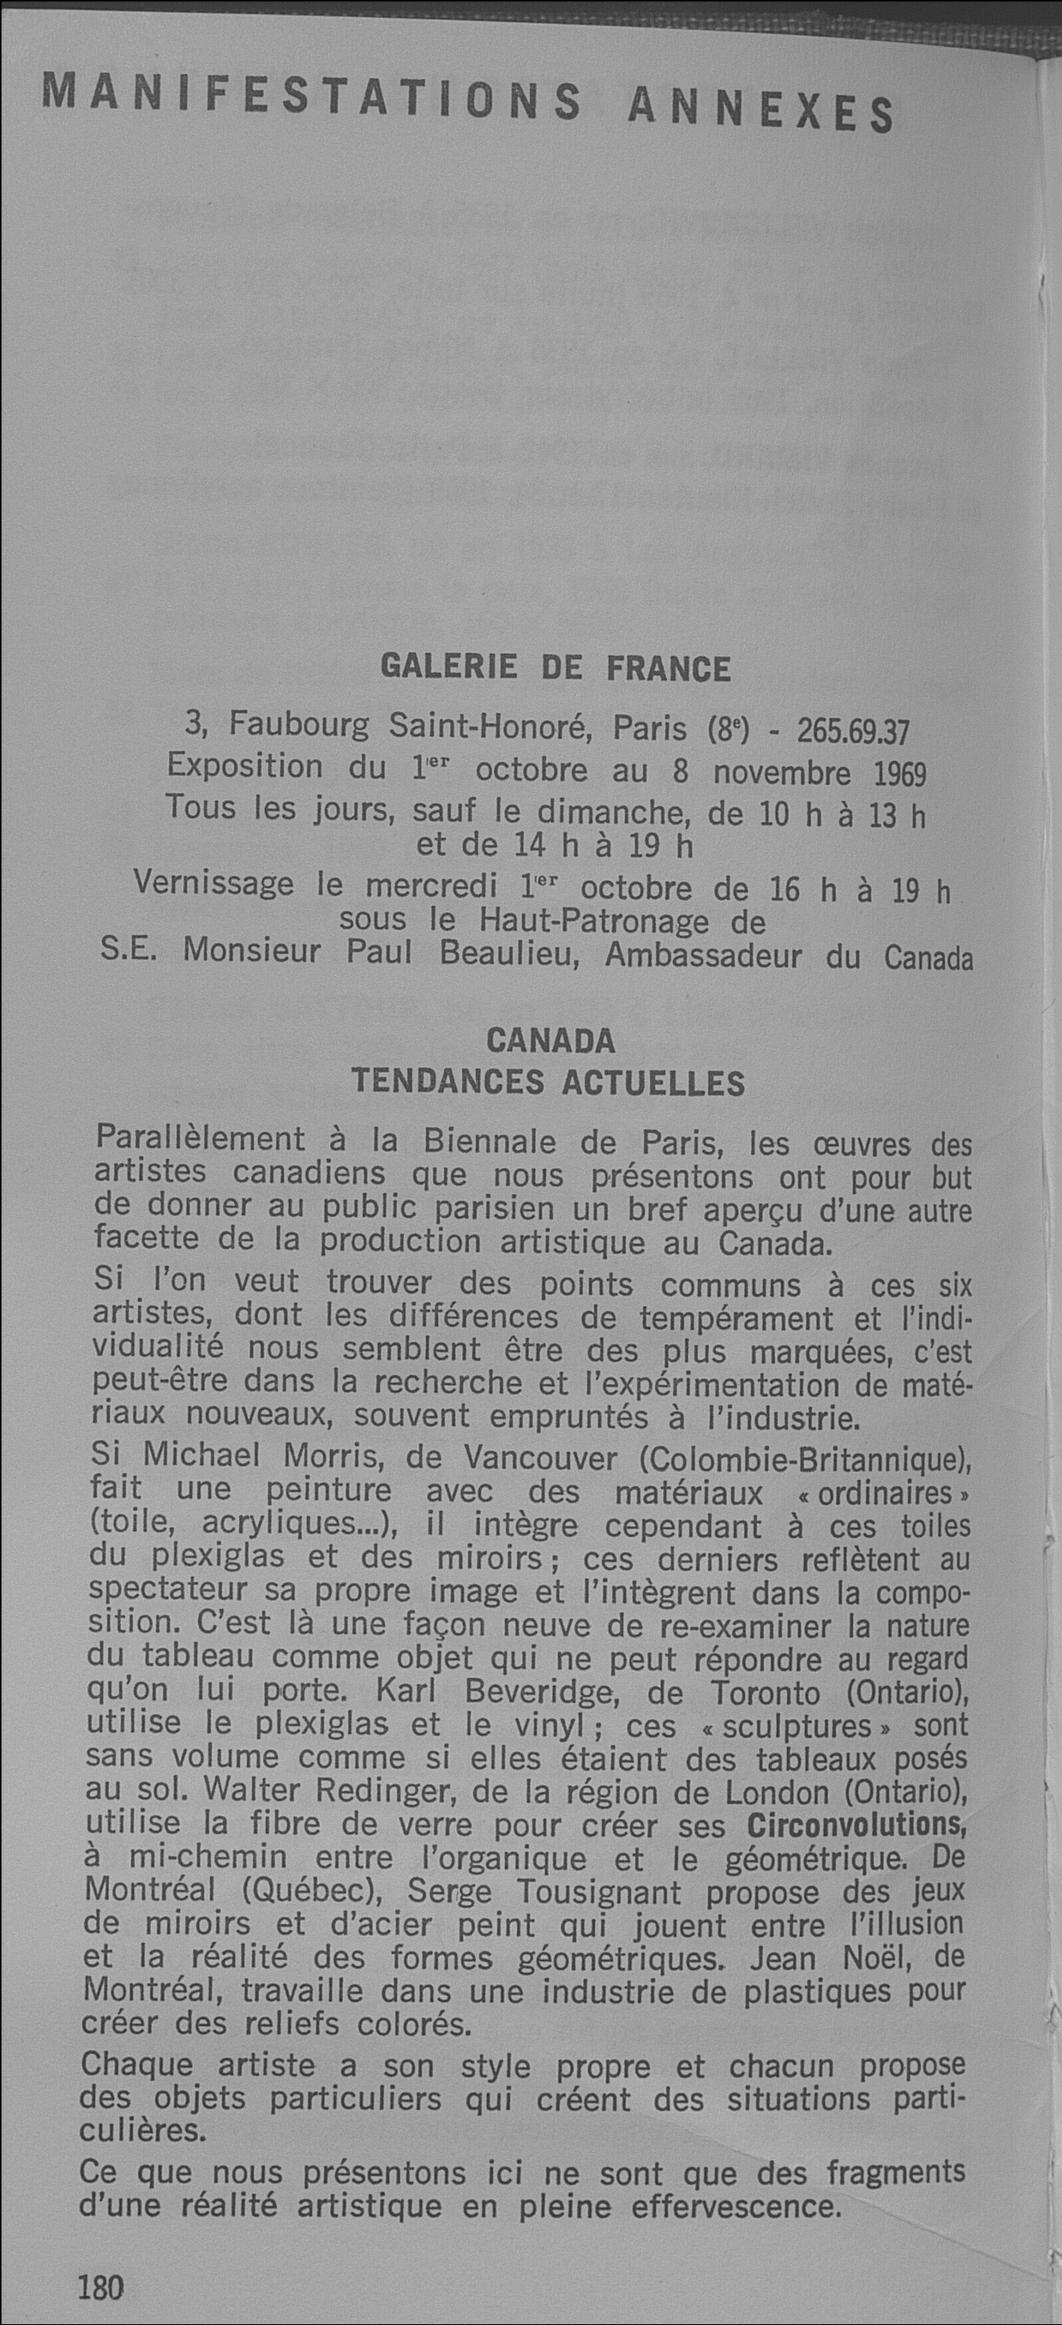 MANIFESTATIONS ANNEXES
GALERIE DE FRANCE
3, Faubourg Saint-Honoré, Paris (8e) - 265.69.37
Exposition du 1er octobre au 8 novembre 1969
Tous les jours, sauf le dimanche, de 10 h à 13 h
et de 14 h à 19 h
Vernissage le mercredi 1er octobre de 16 h à 19 h
sous le Haut-Patronage de
S.E. Monsieur Paul Beaulieu, Ambassadeur du Canada
CANADA
TENDANCES ACTUELLES
Parallèlement à la Biennale de Paris, les œuvres des
artistes canadiens que nous présentons ont pour but
de donner au public parisien un bref aperçu d'une autre
facette de la production artistique au Canada.
Si l'on veut trouver des points communs à ces six
artistes, dont les différences de tempérament et l'indi-
vidualité nous semblent être des plus marquées, c'est
peut-être dans la recherche et l'expérimentation de maté-
riaux nouveaux, souvent empruntés à l'industrie.
Si Michael Morris, de Vancouver (Colombie-Britannique),
fait une peinture avec des matériaux « ordinaires »
(toile, acryliques...), il intègre cependant à ces toiles
du plexiglas et des miroirs ; ces derniers reflètent au
spectateur sa propre image et l'intègrent dans la compo-
sition. C'est là une façon neuve de re-examiner la nature
du tableau comme objet qui ne peut répondre au regard
qu'on lui porte. Karl Beveridge, de Toronto (Ontario),
utilise le plexiglas et le vinyl ; ces « sculptures » sont
sans volume comme si elles étaient des tableaux posés
au sol. Walter Redinger, de la région de London (Ontario),
utilise la fibre de verre pour créer ses Circonvolutions,
à mi-chemin entre l'organique et le géométrique. De
Montréal (Québec), Serge Tousignant propose des jeux
de miroirs et d'acier peint qui jouent entre l'illusion
et la réalité des formes géométriques. Jean Noël, de
Montréal, travaille dans une industrie de plastiques pour
créer des reliefs colorés.
Chaque artiste a son style propre et chacun propose
des objets particuliers qui créent des situations parti-
culières.
Ce que nous présentons ici ne sont que des fragments
d'une réalité artistique en pleine effervescence.
180